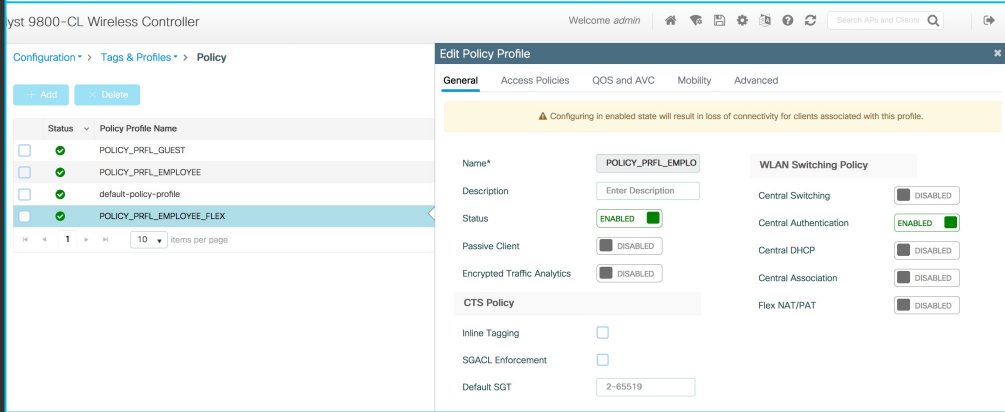 yst 9800-CL Wireless Controller
Welcome admin
Search APs and Clients
Configuration > Tags & Profiles > Policy
+ Add
× Delete
Status Policy Profile Name
POLICY_PRFL_GUEST
POLICY_PRFL_EMPLOYEE
default-policy-profile
POLICY_PRFL_EMPLOYEE_FLEX
1 10 items per page
Edit Policy Profile
General Access Policies QOS and AVC Mobility Advanced
Configuring in enabled state will result in loss of connectivity for clients associated with this profile.
Name* POLICY_PRFL_EMPLO
Description Enter Description
Status ENABLED
Passive Client DISABLED
Encrypted Traffic Analytics DISABLED
CTS Policy
Inline Tagging
SGACL Enforcement
Default SGT 2-65519
WLAN Switching Policy
Central Switching DISABLED
Central Authentication ENABLED
Central DHCP DISABLED
Central Association DISABLED
Flex NAT/PAT DISABLED